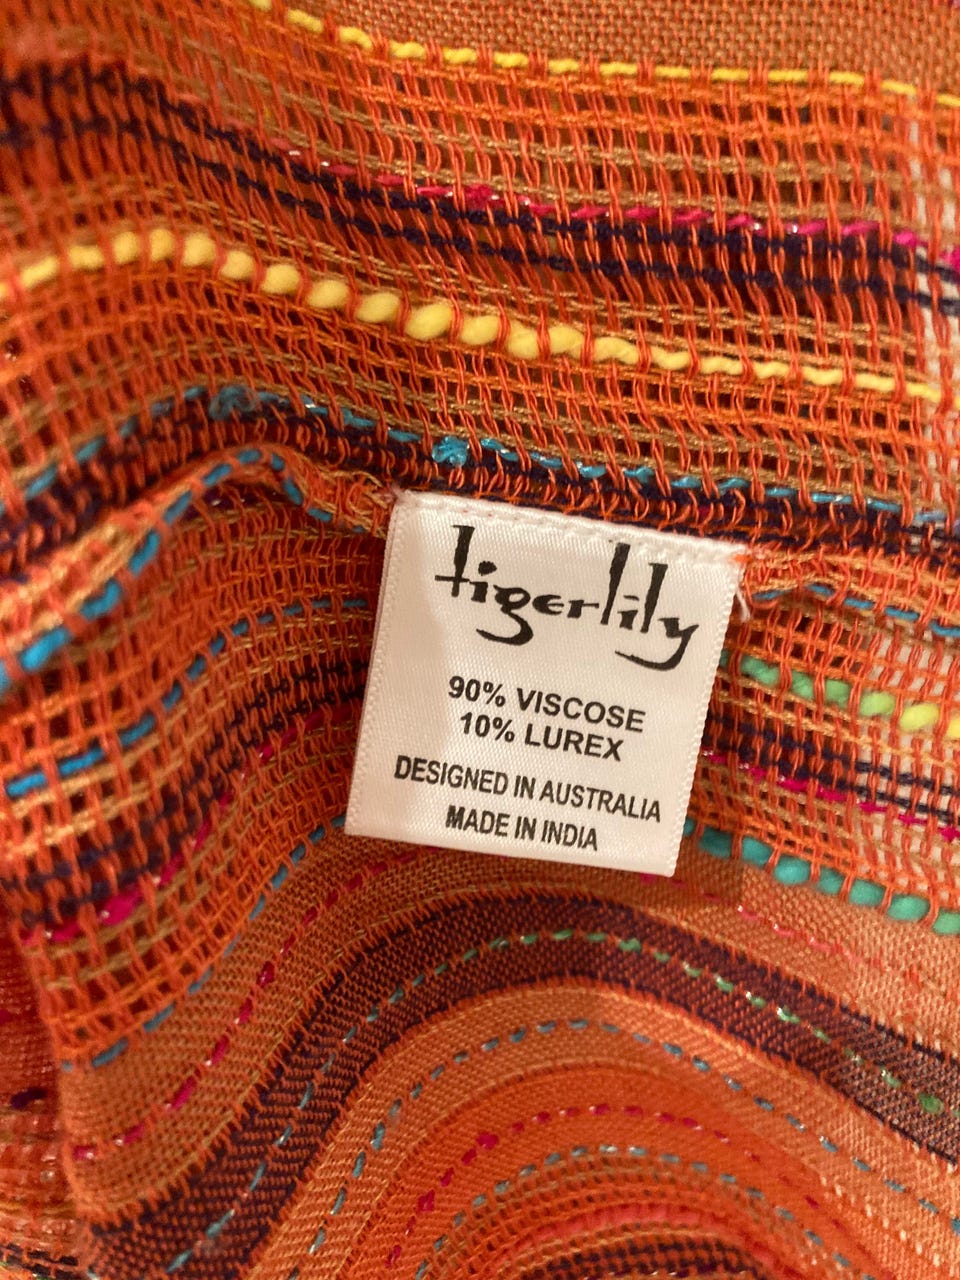 tigerlily
90% VISCOSE
10% LUREX
DESIGNED IN AUSTRALIA
MADE IN INDIA